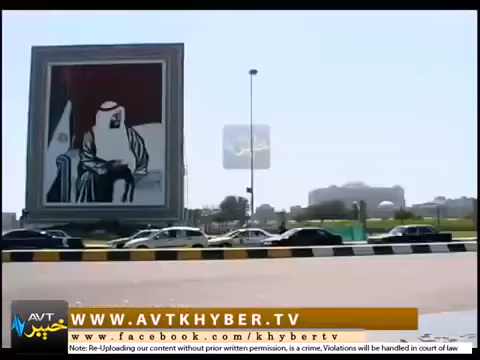 AVT
خیبر
WWW.AVTKHYBER.TV
www.facebook.com/khybertv
Note: Re-Uploading our content without prior written permission, is a crime, Violations will be handled in court of law